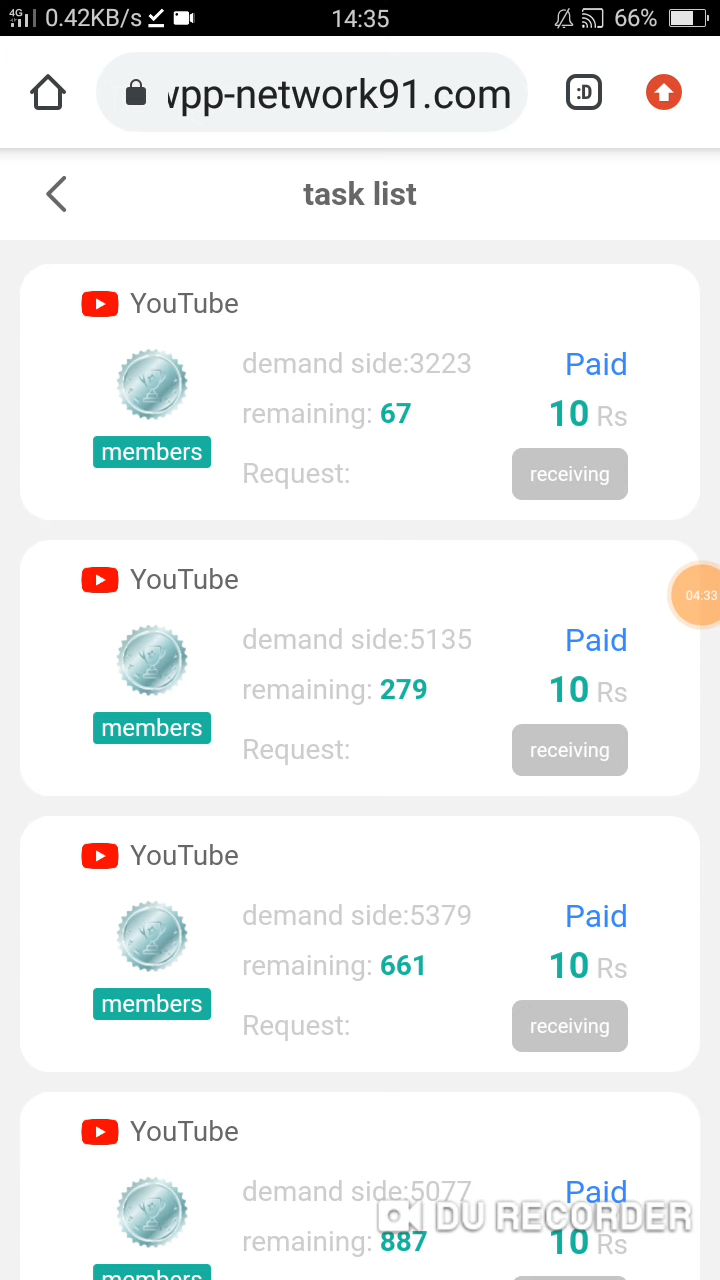 4G 0.42KB/s 14:35 66%
vpp-network91.com :D
task list
YouTube
demand side:3223 Paid
remaining: 67 10 Rs
members
Request: receiving
YouTube
04:33
demand side:5135 Paid
remaining: 279 10 Rs
members
Request: receiving
YouTube
demand side:5379 Paid
remaining: 661 10 Rs
members
Request: receiving
YouTube
demand side:5077 Paid
DU RECORDER
remaining: 887 10 Rs
members